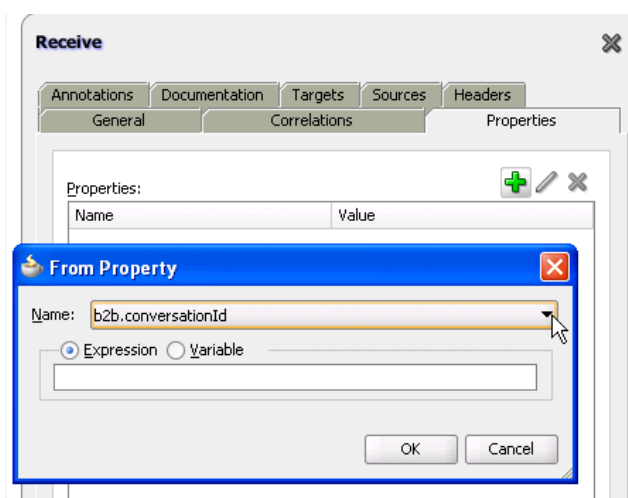 Receive
Annotations Documentation Targets Sources Headers
General Correlations Properties
Properties:
Name Value
From Property
Name: b2b.conversationId
Expression Variable
OK Cancel